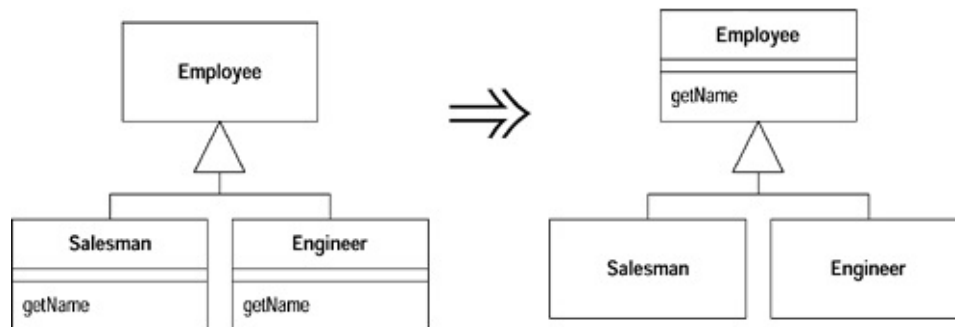 Employee
Salesman
getName
Engineer
getName
Employee
getName
Salesman
Engineer